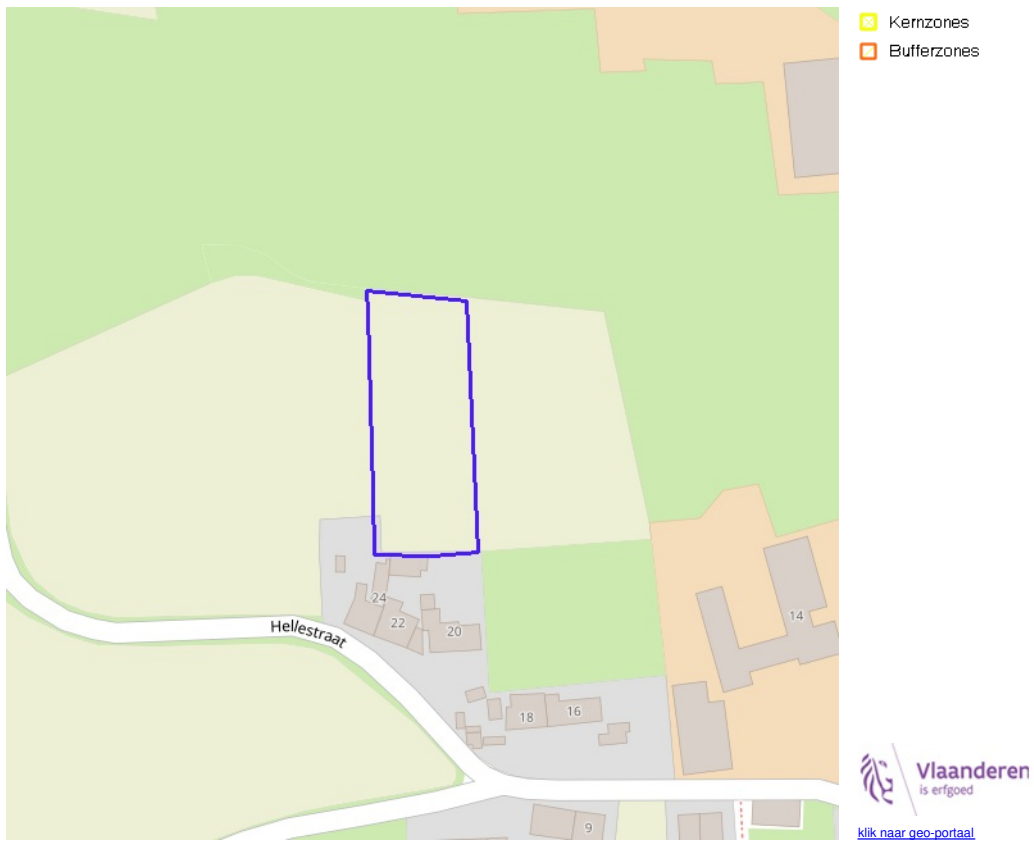 Kernzones
Bufferzones
24
22
20
Hellestraat
14
18
16
9
Vlaanderen
is erfgoed
klik naar geo-portaal